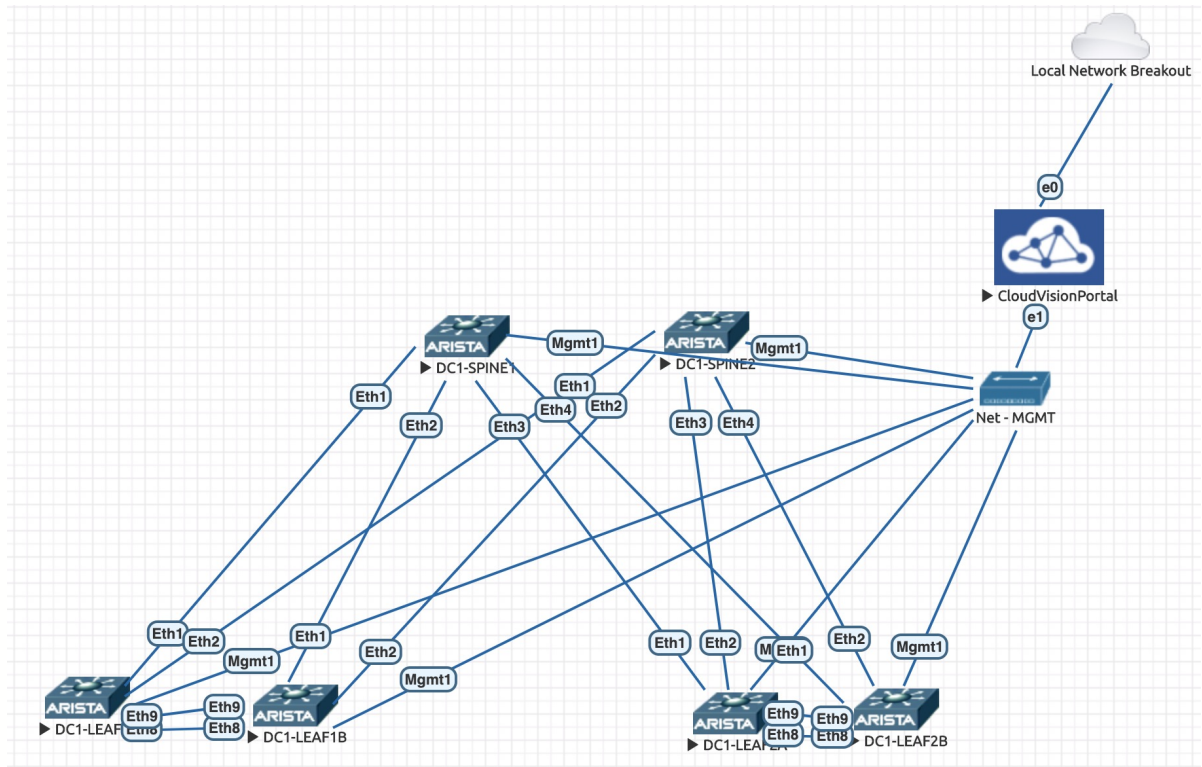 Local Network Breakout
e0
CloudVisionPortal
e1
ARISTA
DC1-SPINE1
Mgmt1
ARISTA
DC1-SPINE2
Mgmt1
Net - MGMT
Eth1
Eth2
Eth3
Eth4
Eth1
Eth2
Eth3
Eth4
Eth1
Eth2
Mgmt1
Eth1
Eth2
Mgmt1
Eth1
Eth2
Eth1
Eth2
Mgmt1
ARISTA
Eth9
Eth9
Eth8
Eth8
ARISTA
DC1-LEAF1B
ARISTA
Eth9
Eth9
Eth8
Eth8
ARISTA
DC1-LEAF2B